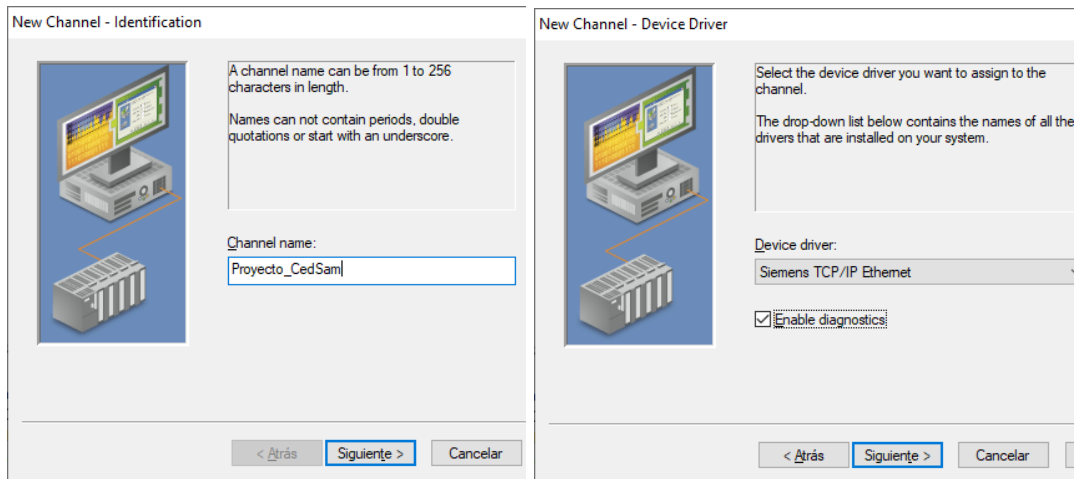 New Channel - Identification
A channel name can be from 1 to 256
characters in length.
Names can not contain periods, double
quotations or start with an underscore.
Channel name:
Proyecto_CedSam
< Atrás
Siguiente >
Cancelar
New Channel - Device Driver
Select the device driver you want to assign to the
channel.
The drop-down list below contains the names of all the
drivers that are installed on your system.
Device driver:
Siemens TCP/IP Ethernet
Enable diagnostics
< Atrás
Siguiente >
Cancelar